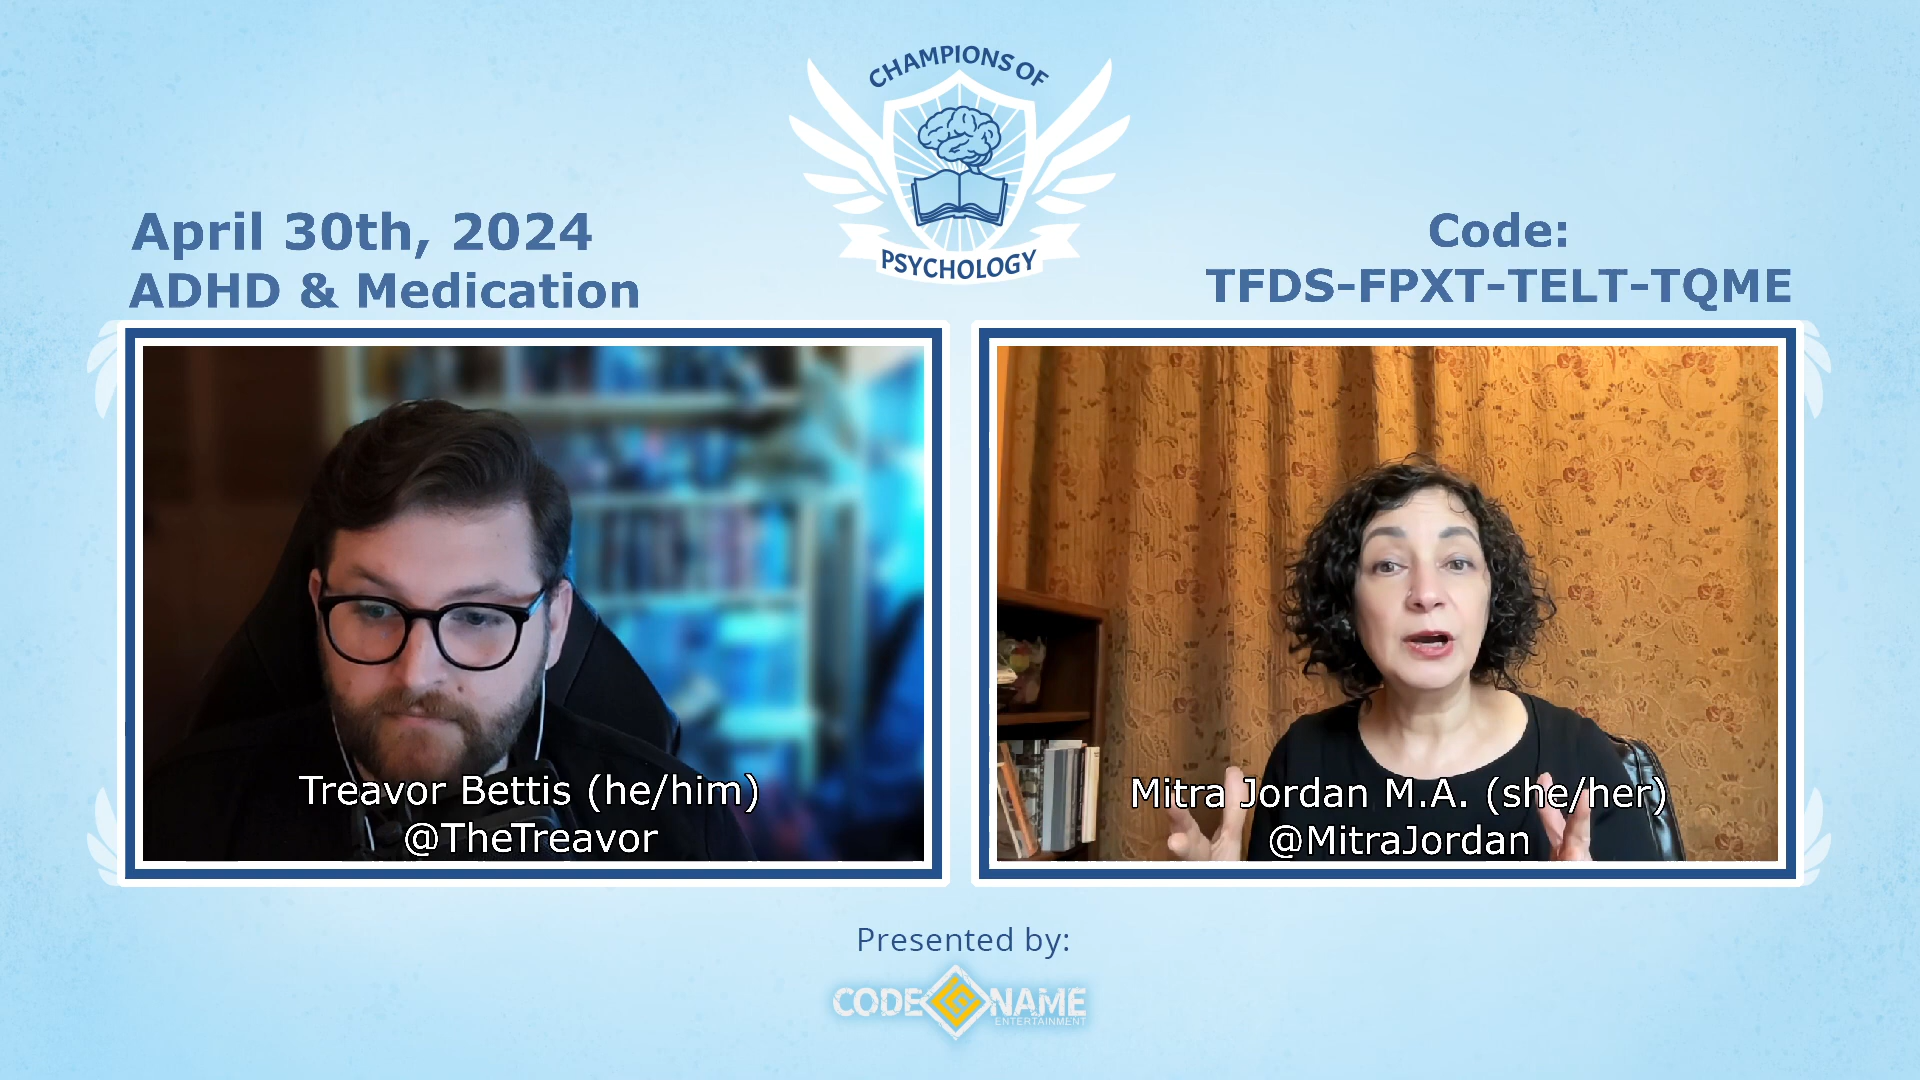 CHAMPIONS OF
PSYCHOLOGY
April 30th, 2024
ADHD & Medication
Code:
TFDS-FPXT-TELT-TQME
Treavor Bettis (he/him)
@TheTreavor
Mitra Jordan M.A. (she/her)
@MitraJordan
Presented by:
CODE NAME
ENTERTAINMENT